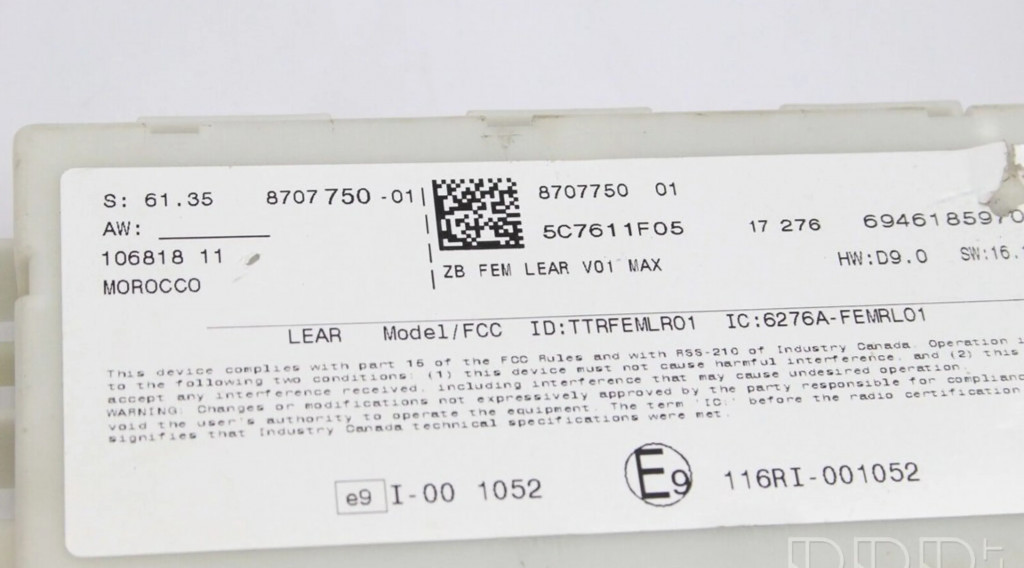 S: 61.35 8707 750 -01 8707750 01
AW: 5C7611F05 17 276 69461859
106818 11 ZB FEM LEAR V01 MAX HW:D9.0 SW:16.
MOROCCO
LEAR Model/FCC ID:TTRFEMLR01 IC:6276A-FEMRL01
This device complies with part 15 of the FCC Rules and with RSS-210 of Industry Canada. Operation
to the following two conditions: (1) this device must not cause harmful interference, and (2) this
accept any interference received, including interference that may cause undesired operation.
WARNING: Changes or modifications not expressively approved by the party responsible for complianc
void the user's authority to operate the equipment. The term "IC:" before the radio certification
signifies that Industry Canada technical specifications were met.
e9 I-00 1052 E9 116RI-001052